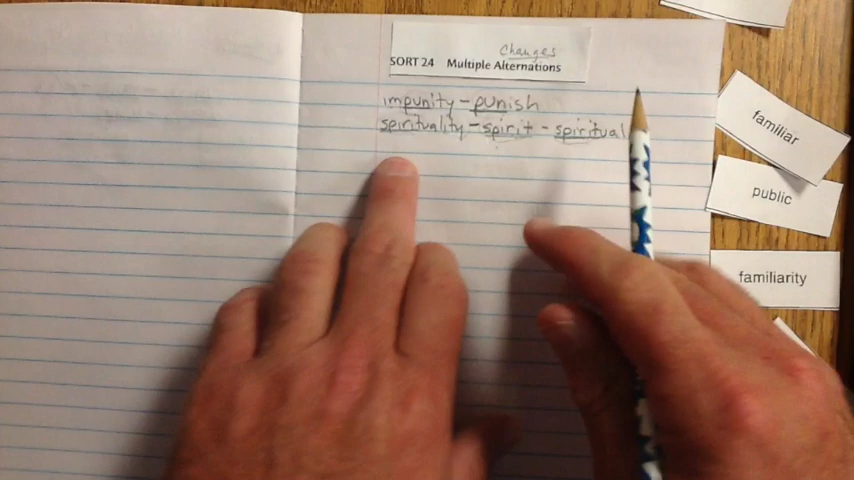 Changes
SORT 24 Multiple Alternations
impunity - punish
spirituality - spirit - spiritual
familiar
public
familiarity